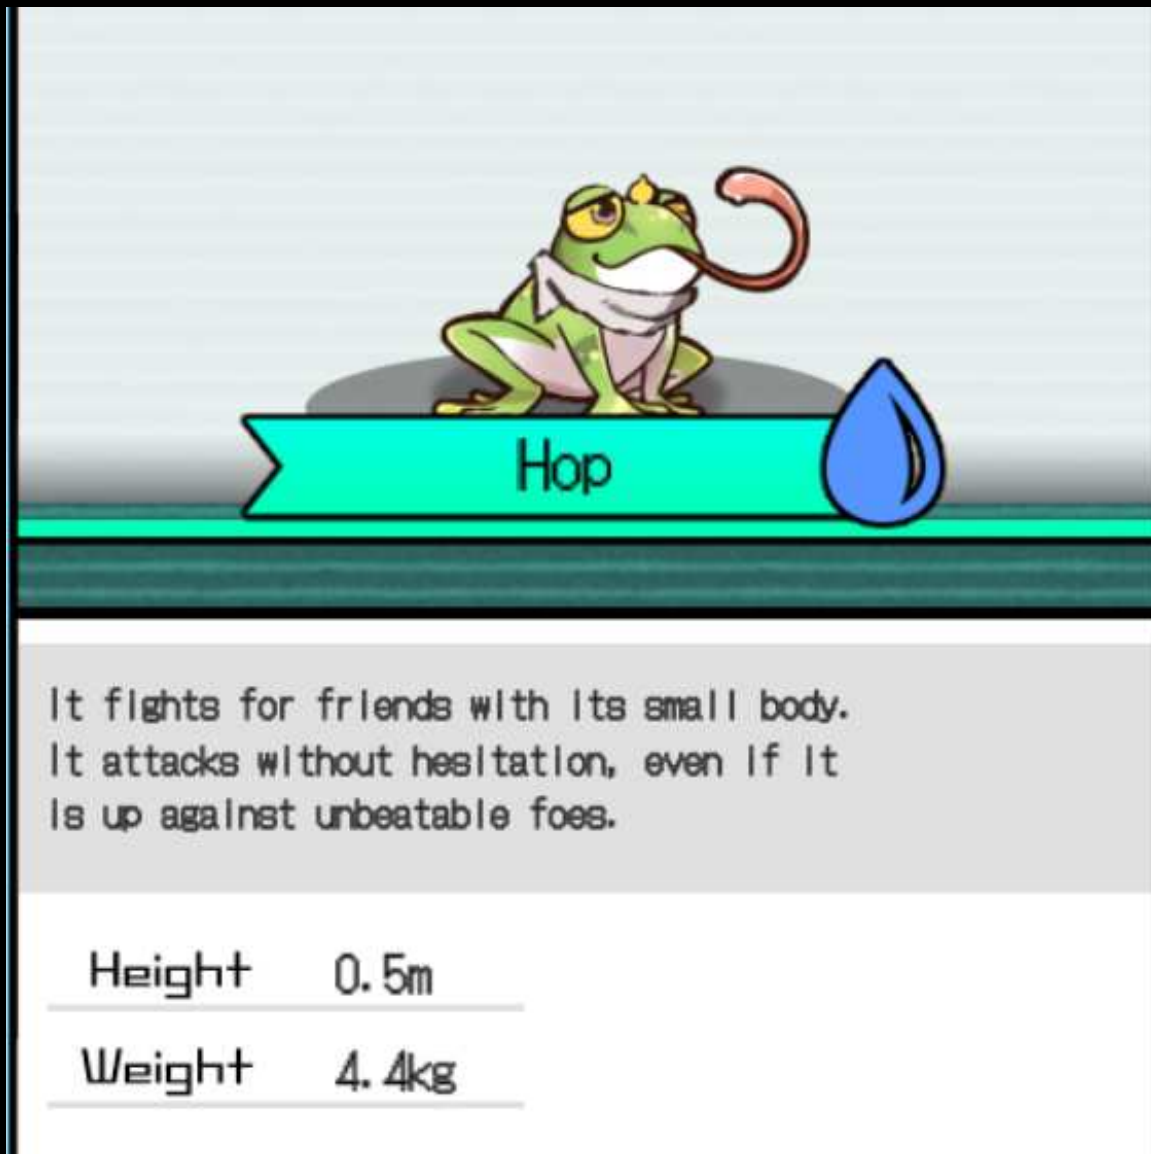 Hop
It fights for friends with its small body.
It attacks without hesitation, even if it
is up against unbeatable foes.
Height 0.5m
Weight 4.4kg